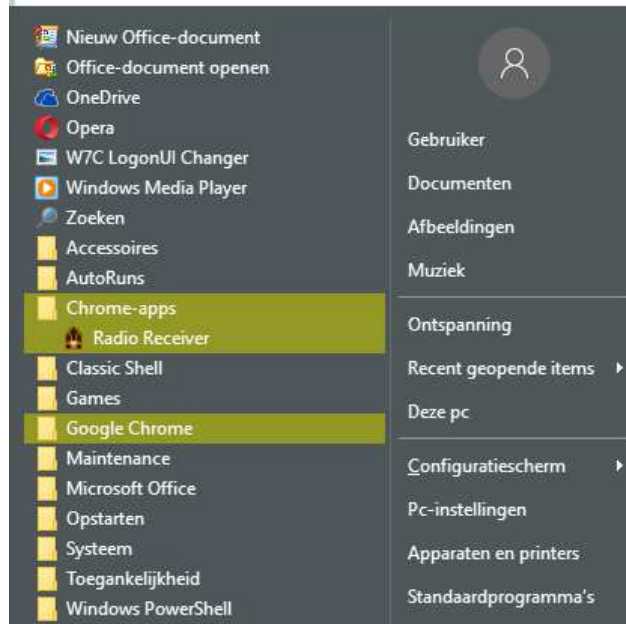 Nieuw Office-document
Office-document openen
OneDrive
Opera
W7C LogonUI Changer
Windows Media Player
Zoeken
Accessoires
AutoRuns
Chrome-apps
Radio Receiver
Classic Shell
Games
Google Chrome
Maintenance
Microsoft Office
Opstarten
Systeem
Toegankelijkheid
Windows PowerShell
Gebruiker
Documenten
Afbeeldingen
Muziek
Ontspanning
Recent geopende items
Deze pc
Configuratiescherm
Pc-instellingen
Apparaten en printers
Standaardprogramma's